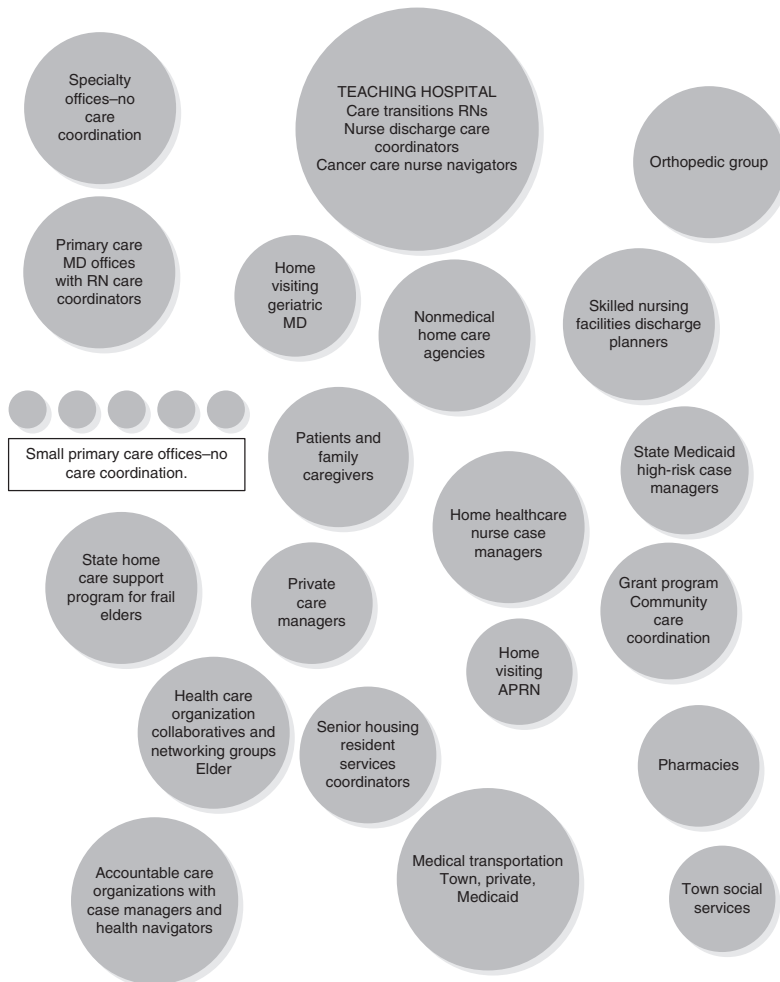 Specialty
offices–no
care
coordination
TEACHING HOSPITAL
Care transitions RNs
Nurse discharge care
coordinators
Cancer care nurse navigators
Orthopedic group
Primary care
MD offices
with RN care
coordinators
Home
visiting
geriatric
MD
Nonmedical
home care
agencies
Skilled nursing
facilities discharge
planners
Small primary care offices–no
care coordination.
Patients and
family
caregivers
State Medicaid
high-risk case
managers
Home healthcare
nurse case
managers
State home
care support
program for frail
elders
Private
care
managers
Grant program
Community
care
coordination
Home
visiting
APRN
Health care
organization
collaboratives and
networking groups
Elder
Senior housing
resident
services
coordinators
Pharmacies
Accountable care
organizations with
case managers and
health navigators
Medical transportation
Town, private,
Medicaid
Town social
services